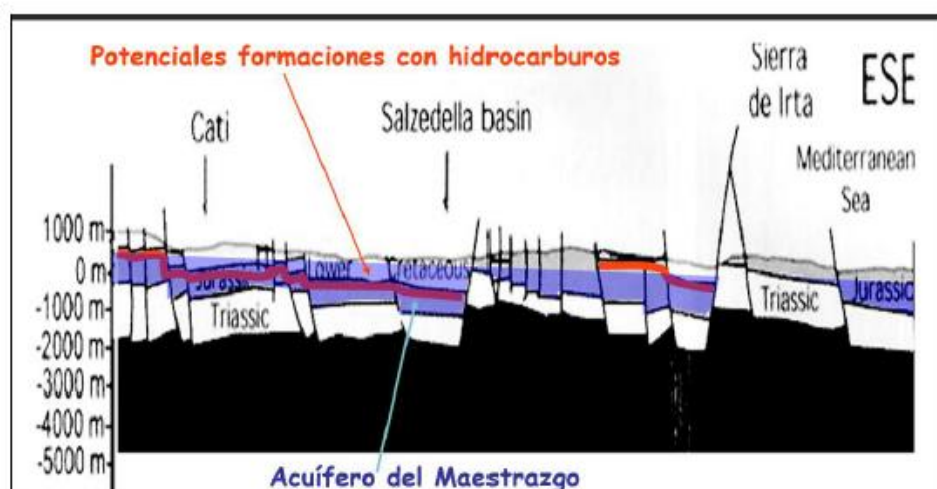 Potenciales formaciones con hidrocarburos
Sierra
de Irta
ESE
Cati
Salzedella basin
Mediterranean
Sea
1000 m
0 m
-1000 m
-2000 m
-3000 m
-4000 m
-5000 m
Lower Cretaceous
Jurassic
Triassic
Triassic
Jurassic
Acuífero del Maestrazgo